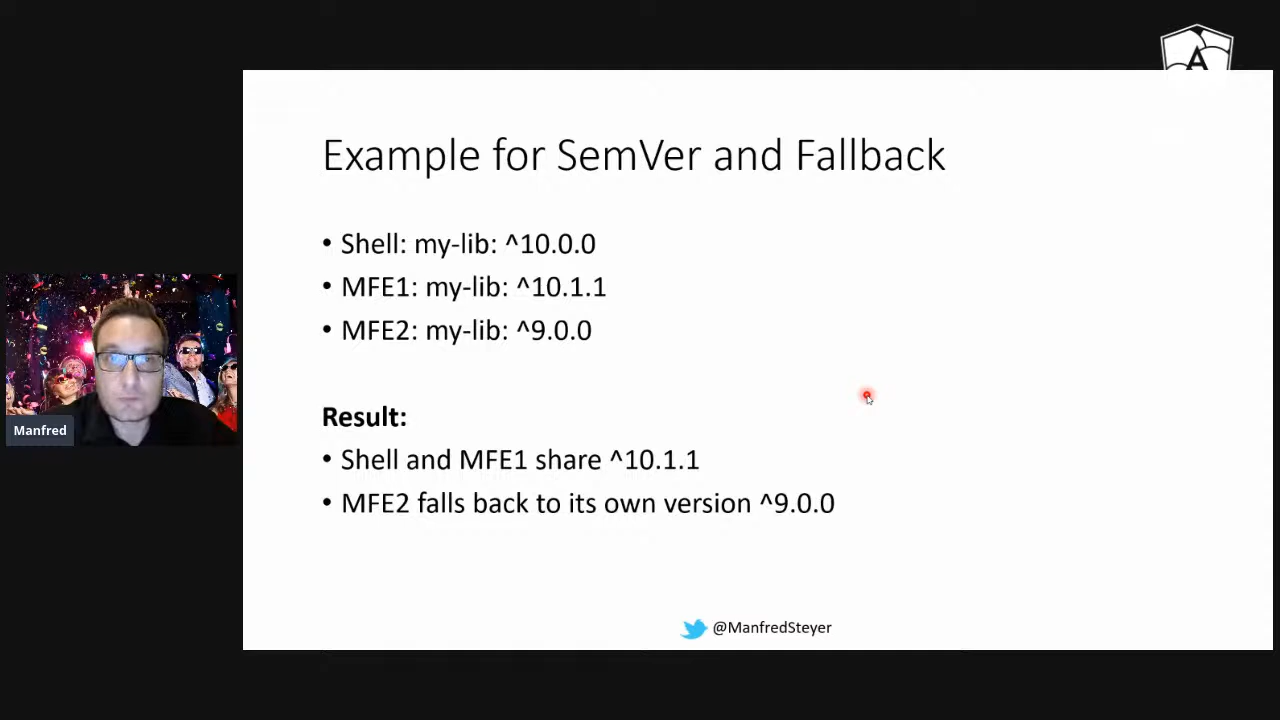 A
Example for SemVer and Fallback
• Shell: my-lib: ^10.0.0
• MFE1: my-lib: ^10.1.1
• MFE2: my-lib: ^9.0.0
Manfred
Result:
• Shell and MFE1 share ^10.1.1
• MFE2 falls back to its own version ^9.0.0
@ManfredSteyer